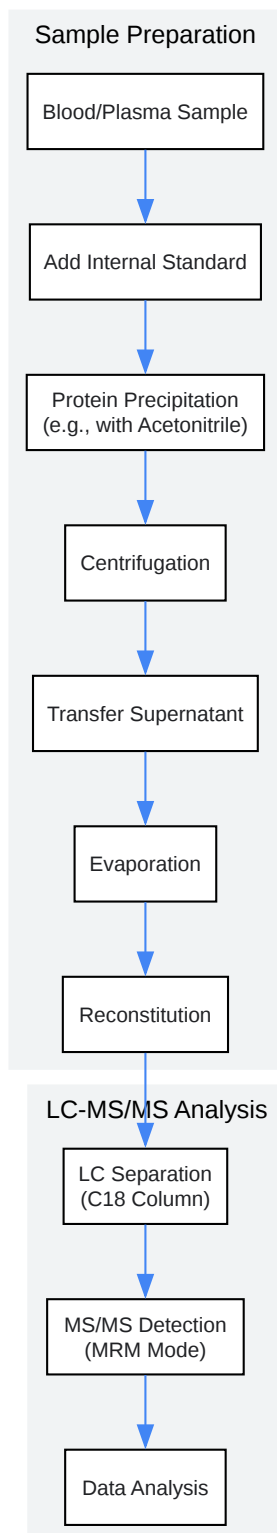 Sample Preparation
Blood/Plasma Sample
Add Internal Standard
Protein Precipitation
(e.g., with Acetonitrile)
Centrifugation
Transfer Supernatant
Evaporation
Reconstitution
LC-MS/MS Analysis
LC Separation
(C18 Column)
MS/MS Detection
(MRM Mode)
Data Analysis